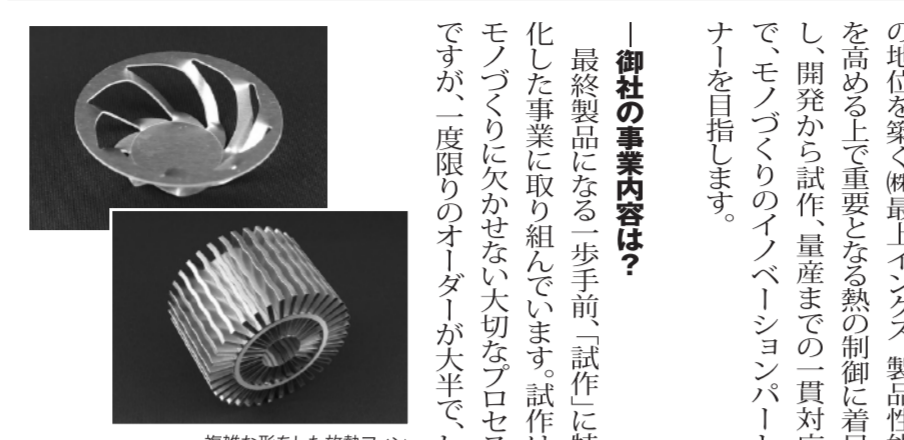 の地位を築く㈱最上インクス。製品性能
を高める上で重要となる熱の制御に着目
し、開発から試作、量産までの一貫対応
で、モノづくりのイノベーションパート
ナーを目指します。
―御社の事業内容は？
最終製品になる一歩手前、「試作」に特
化した事業に取り組んでいます。試作は
モノづくりに欠かせない大切なプロセス
ですが、一度限りのオーダーが大半で、
複雑な形をした放熱フィン